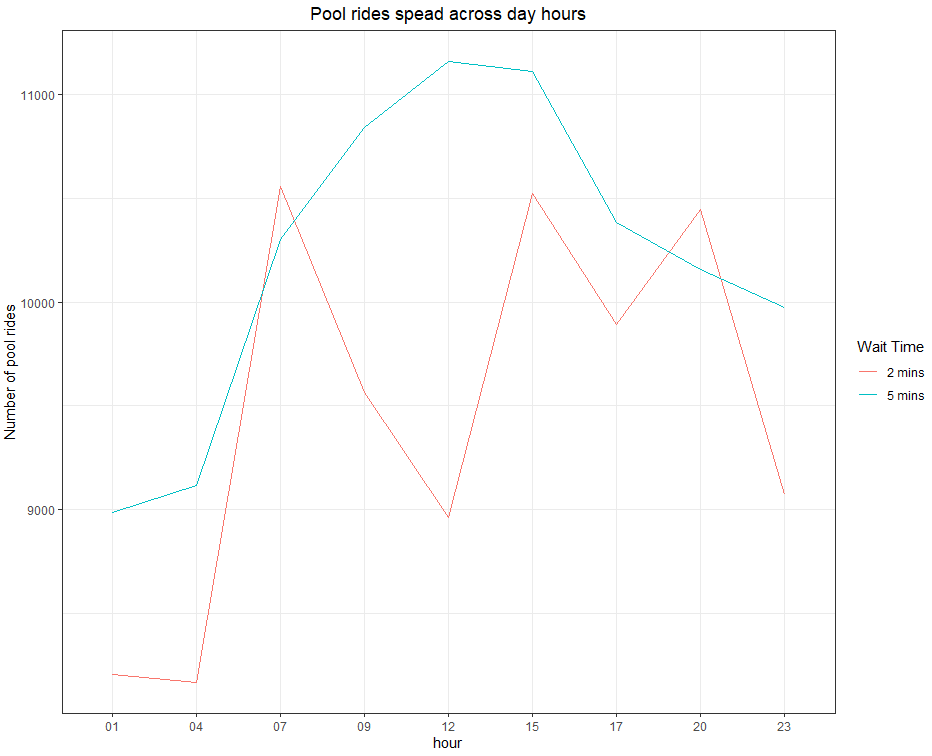 Pool rides spead across day hours
11000
10000
9000
Number of pool rides
01 04 07 09 12 15 17 20 23
hour
Wait Time
2 mins
5 mins